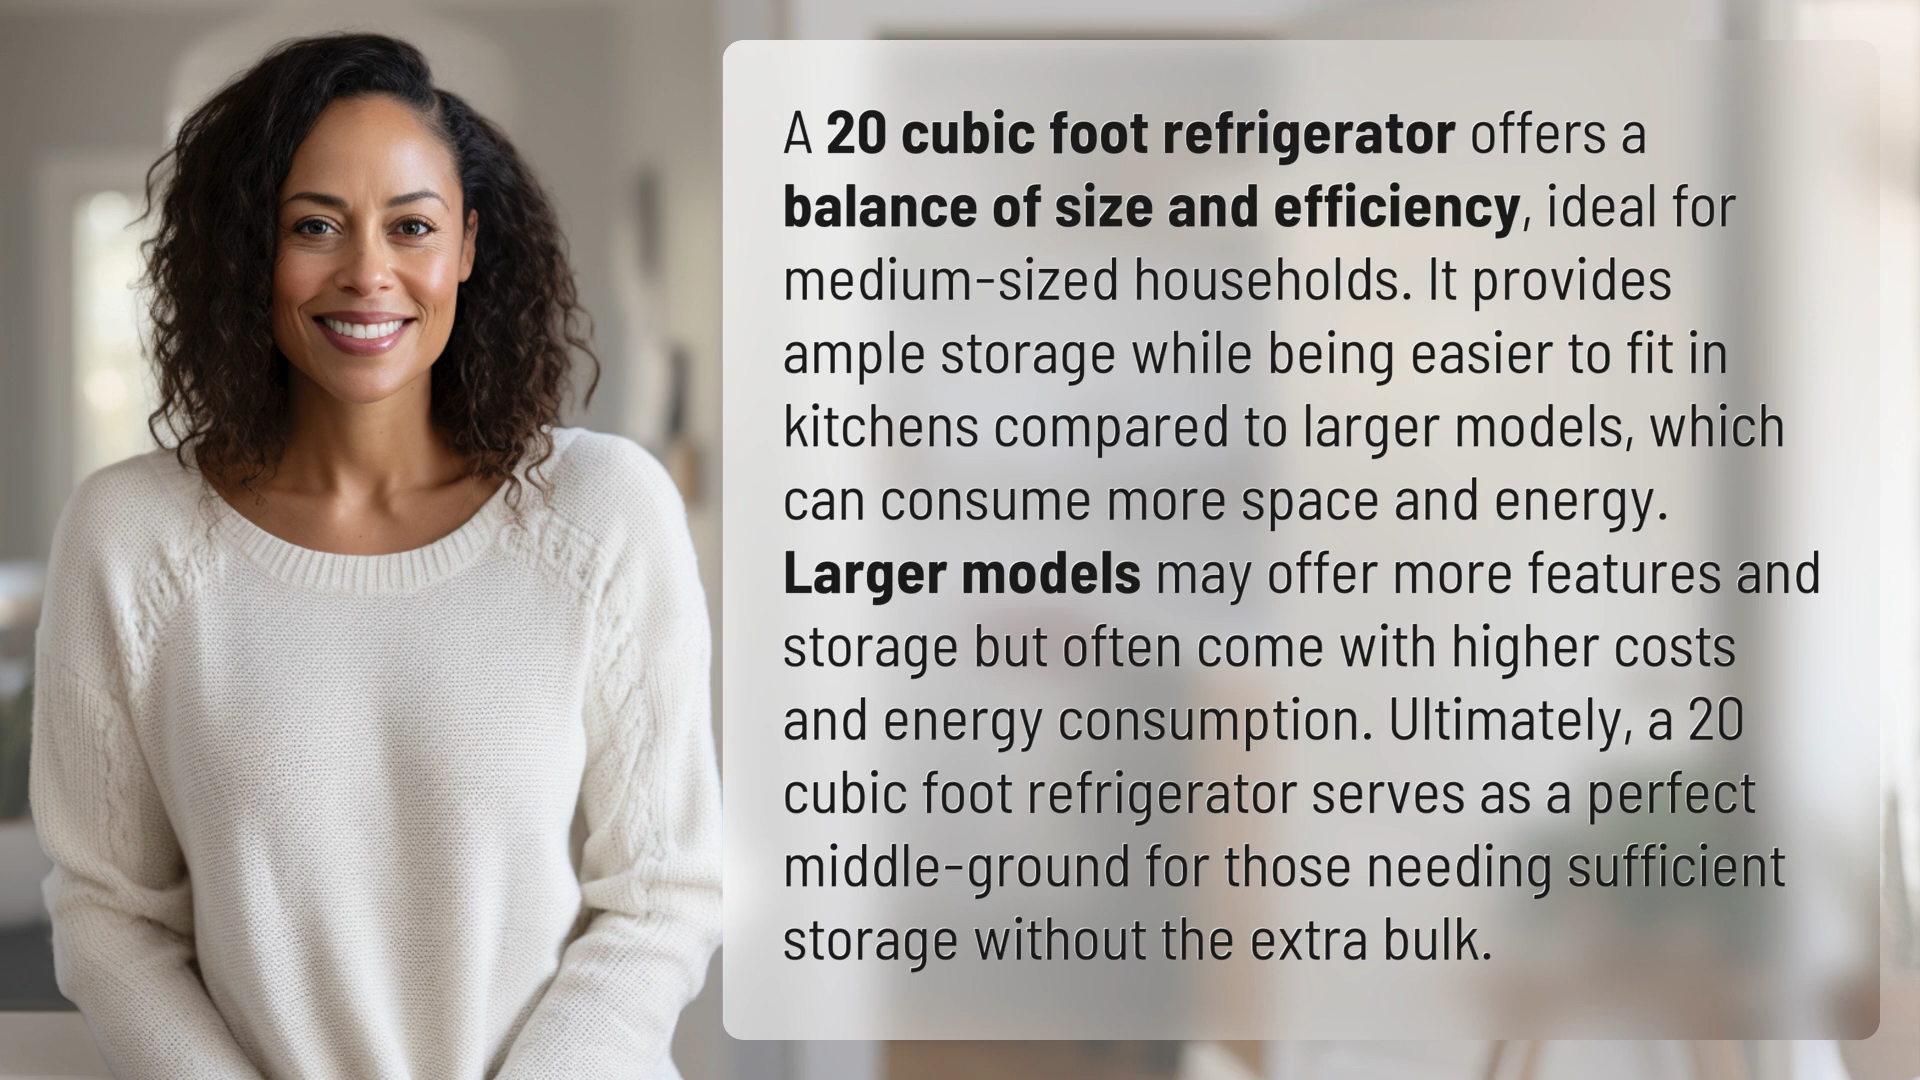 A 20 cubic foot refrigerator offers a
balance of size and efficiency, ideal for
medium-sized households. It provides
ample storage while being easier to fit in
kitchens compared to larger models, which
can consume more space and energy.
Larger models may offer more features and
storage but often come with higher costs
and energy consumption. Ultimately, a 20
cubic foot refrigerator serves as a perfect
middle-ground for those needing sufficient
storage without the extra bulk.